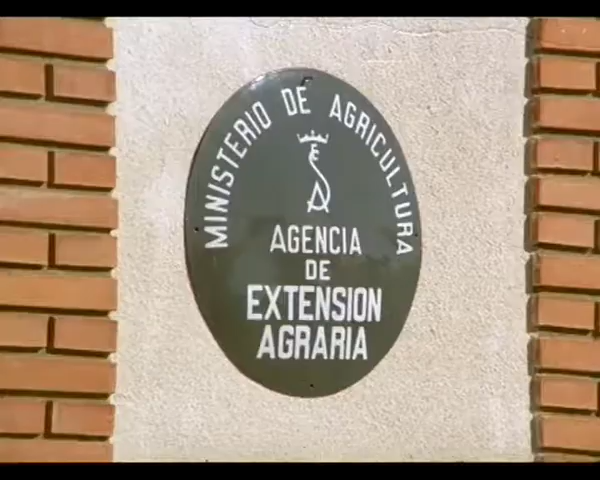 MINISTERIO DE AGRICULTURA
AGENCIA
DE
EXTENSION
AGRARIA